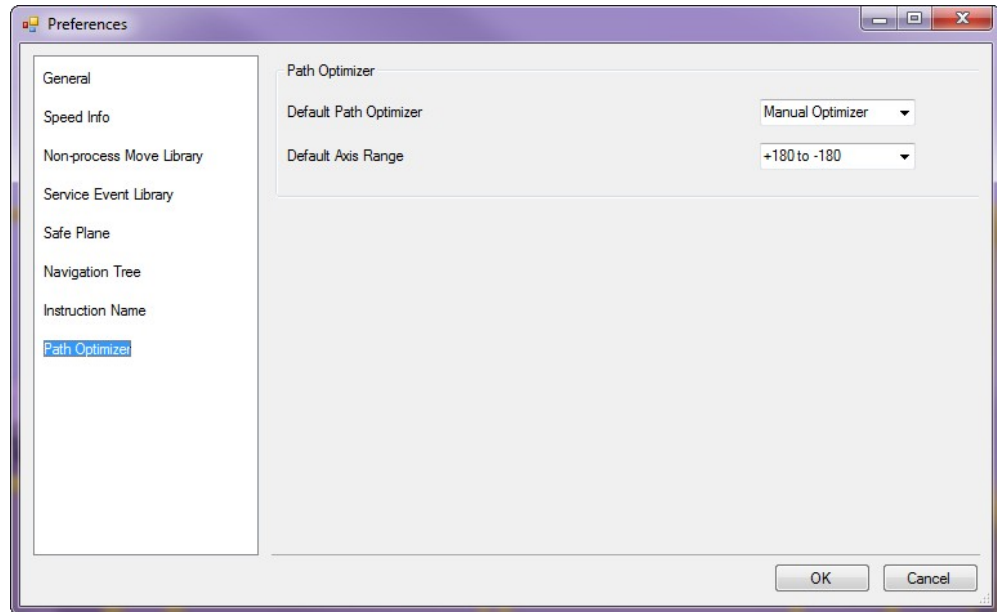 Preferences
General
Speed Info
Non-process Move Library
Service Event Library
Safe Plane
Navigation Tree
Instruction Name
Path Optimizer
Path Optimizer
Default Path Optimizer Manual Optimizer
Default Axis Range +180 to -180
OK Cancel